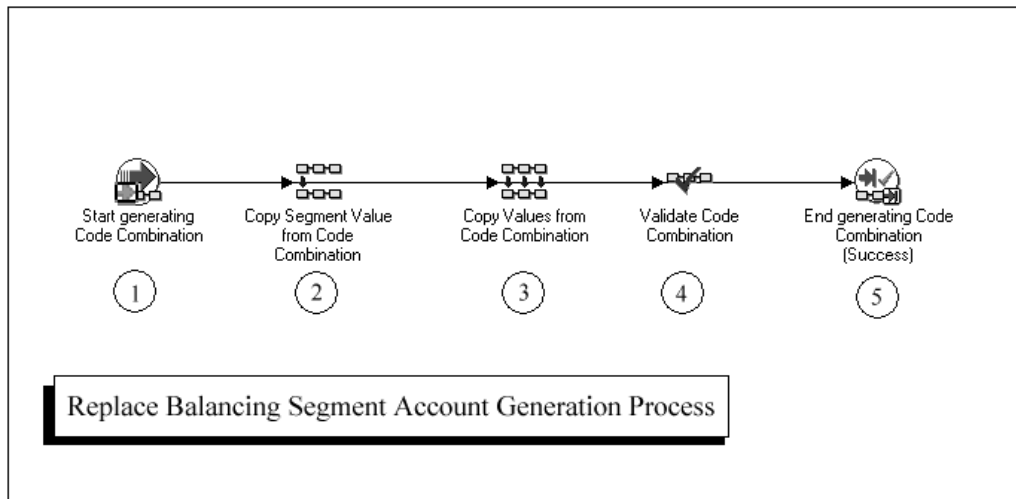 Start generating
Code Combination
Copy Segment Value
from Code
Combination
Copy Values from
Code Combination
Validate Code
Combination
End generating Code
Combination
(Success)
1
2
3
4
5
Replace Balancing Segment Account Generation Process